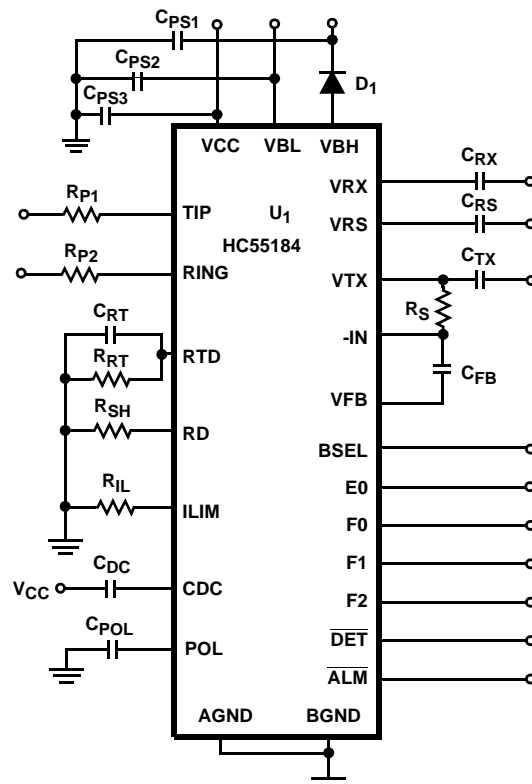 CPS1
CPS2
D1
CPS3
VCC VBL VBH
CRX
VRX
RP1
CRS
TIP
U1
VRS
HC55184
RP2
CTX
RING
VTX
RS
CRT
-IN
RTD
RRT
CFB
RSH
VFB
RD
BSEL
RIL
E0
ILIM
F0
CDC
F1
VCC
CDC
F2
CPOL
DET
POL
ALM
AGND BGND